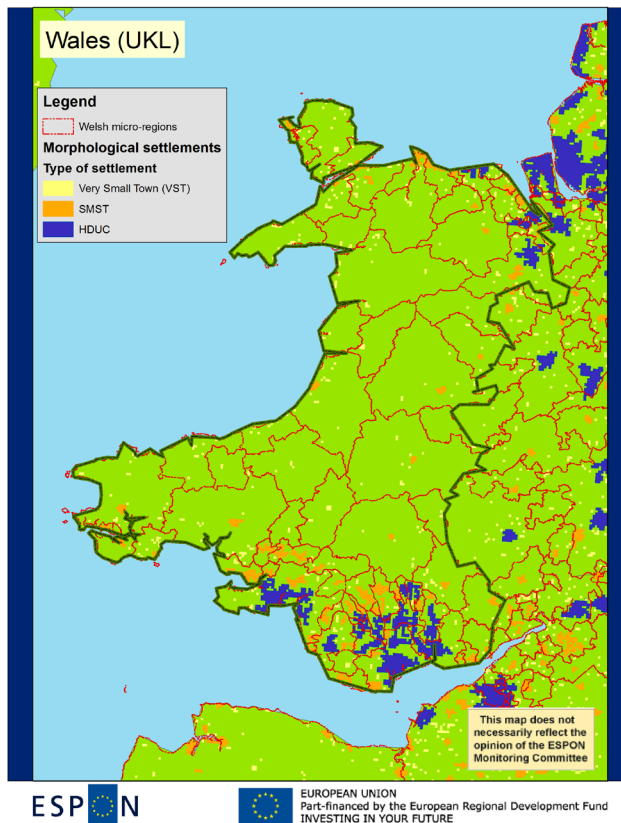 Wales (UKL)
Legend
Welsh micro-regions
Morphological settlements
Type of settlement
Very Small Town (VST)
SMST
HDUC
This map does not
necessarily reflect the
opinion of the ESPON
Monitoring Committee
ESPON
EUROPEAN UNION
Part-financed by the European Regional Development Fund
INVESTING IN YOUR FUTURE